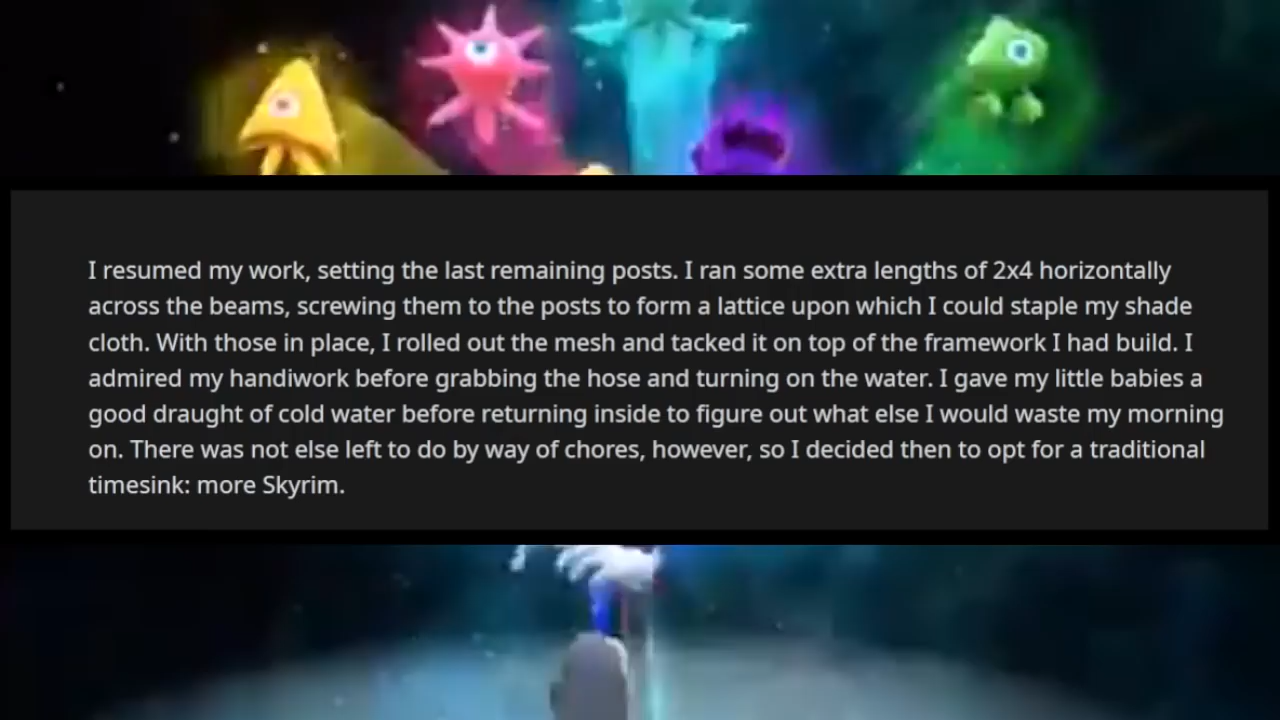 I resumed my work, setting the last remaining posts. I ran some extra lengths of 2x4 horizontally
across the beams, screwing them to the posts to form a lattice upon which I could staple my shade
cloth. With those in place, I rolled out the mesh and tacked it on top of the framework I had build. I
admired my handiwork before grabbing the hose and turning on the water. I gave my little babies a
good draught of cold water before returning inside to figure out what else I would waste my morning
on. There was not else left to do by way of chores, however, so I decided then to opt for a traditional
timesink: more Skyrim.